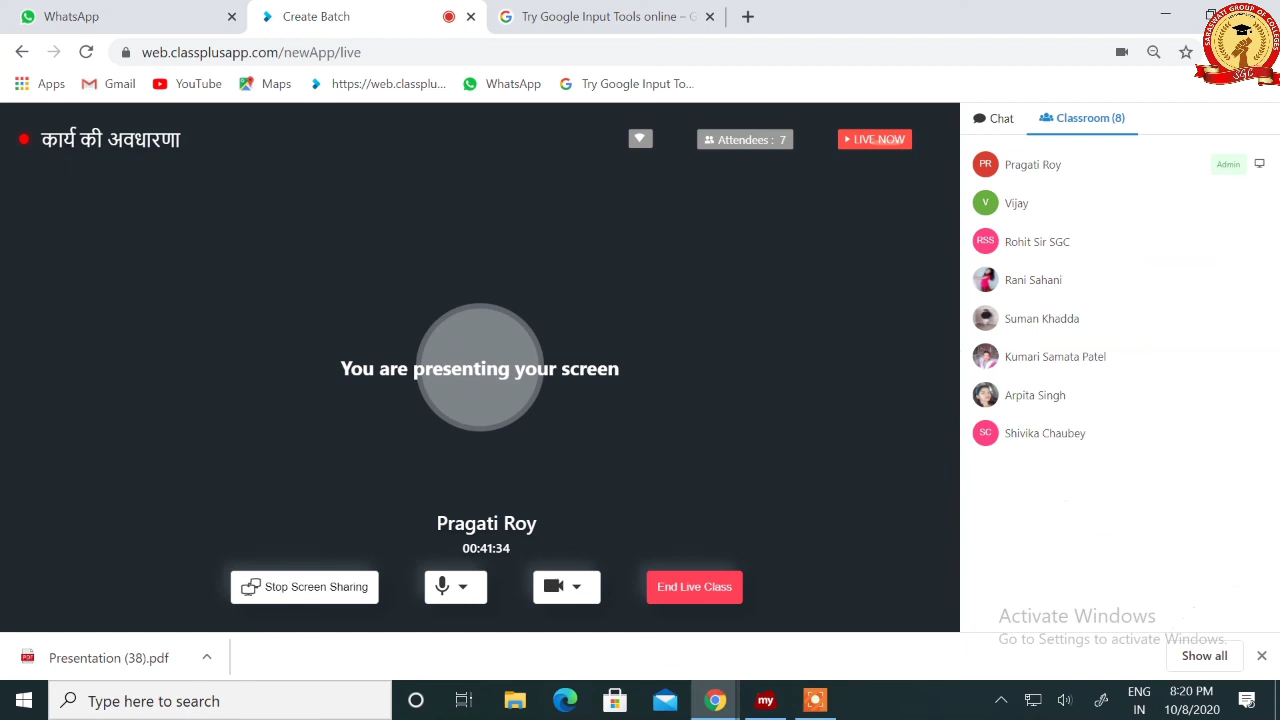 WhatsApp
Create Batch
Try Google Input Tools online – G
web.classplusapp.com/newApp/live
SARASWATI GROUP OF COLLEGES
SGC
Apps
Gmail
YouTube
Maps
https://web.classplu...
WhatsApp
Try Google Input To...
कार्य की अवधारणा
Attendees : 7
LIVE NOW
Chat
Classroom (8)
PR Pragati Roy Admin
V Vijay
RSS Rohit Sir SGC
Rani Sahani
Suman Khadda
Kumari Samata Patel
Arpita Singh
SC Shivika Chaubey
You are presenting your screen
Pragati Roy
00:41:34
Stop Screen Sharing
End Live Class
Activate Windows
Go to Settings to activate Windows.
Presentation (38).pdf
Show all
Type here to search
my
ENG
IN
8:20 PM
10/8/2020